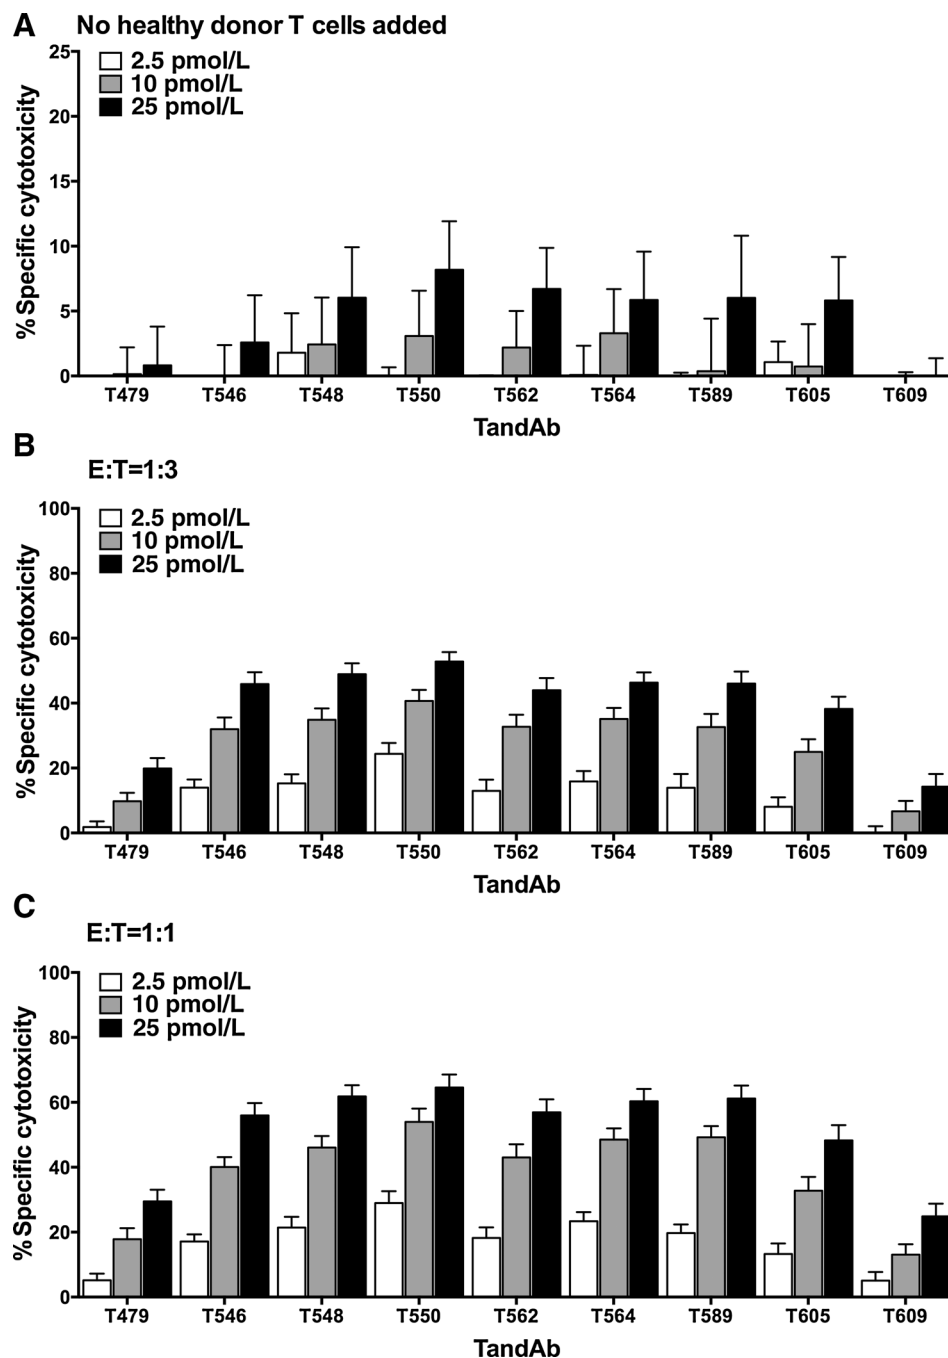 A No healthy donor T cells added
2.5 pmol/L
10 pmol/L
25 pmol/L
%Specific cytotoxicity
25
20
15
10
5
0
T479 T546 T548 T550 T562 T564 T589 T605 T609
TandAb
B
E:T=1:3
2.5 pmol/L
10 pmol/L
25 pmol/L
%Specific cytotoxicity
100
80
60
40
20
0
T479 T546 T548 T550 T562 T564 T589 T605 T609
TandAb
C
E:T=1:1
2.5 pmol/L
10 pmol/L
25 pmol/L
%Specific cytotoxicity
100
80
60
40
20
0
T479 T546 T548 T550 T562 T564 T589 T605 T609
TandAb